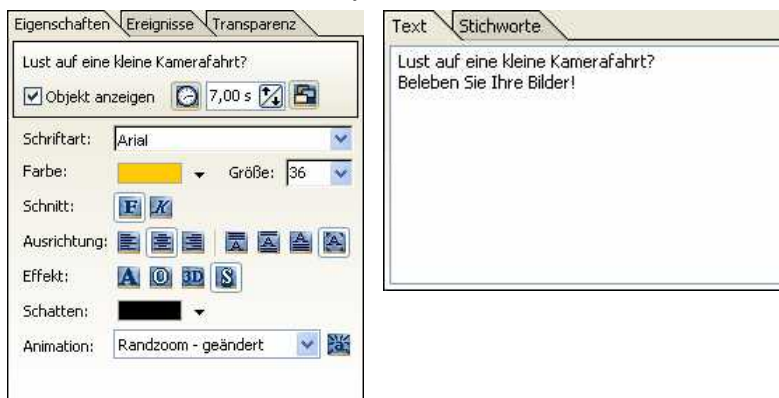 Eigenschaften Ereignisse Transparenz
Lust auf eine kleine Kamerafahrt?
Objekt anzeigen 7,00 s
Schriftart: Arial
Farbe: Größe: 36
Schnitt: F K
Ausrichtung: A A A A
Effekt: A O 3D S
Schatten:
Animation: Randzoom - geändert a
Text Stichworte
Lust auf eine kleine Kamerafahrt?
Beleben Sie Ihre Bilder!